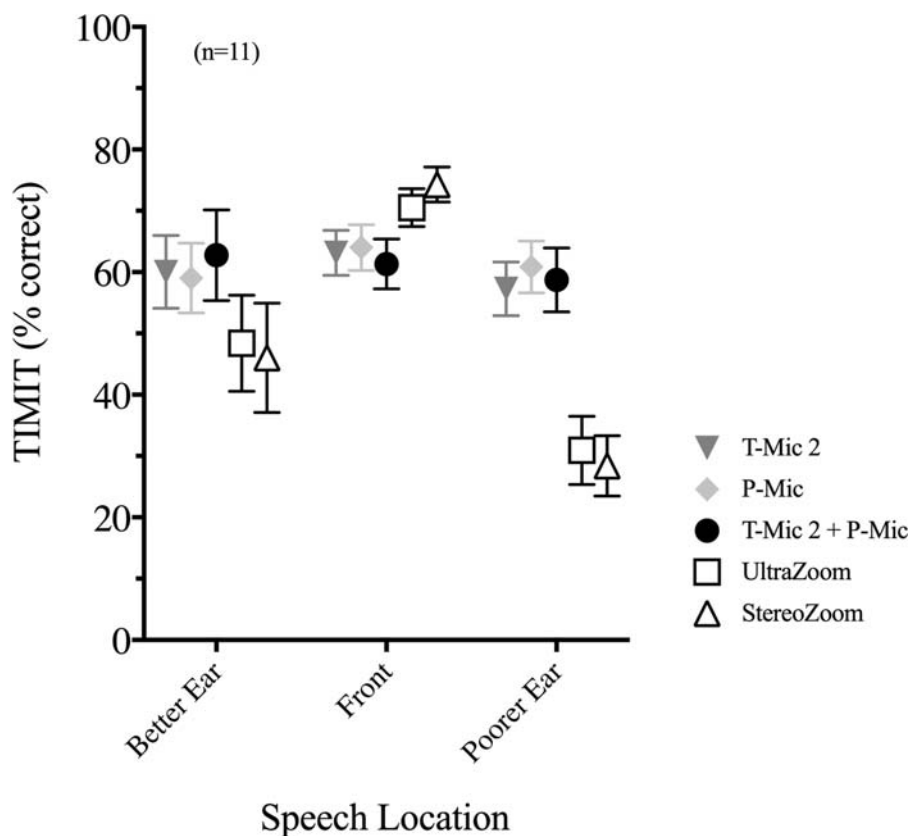 100
(n=11)
80
60
40
20
0
TIMIT (% correct)
Better Ear
Front
Poorer Ear
Speech Location
T-Mic 2
P-Mic
T-Mic 2 + P-Mic
UltraZoom
StereoZoom